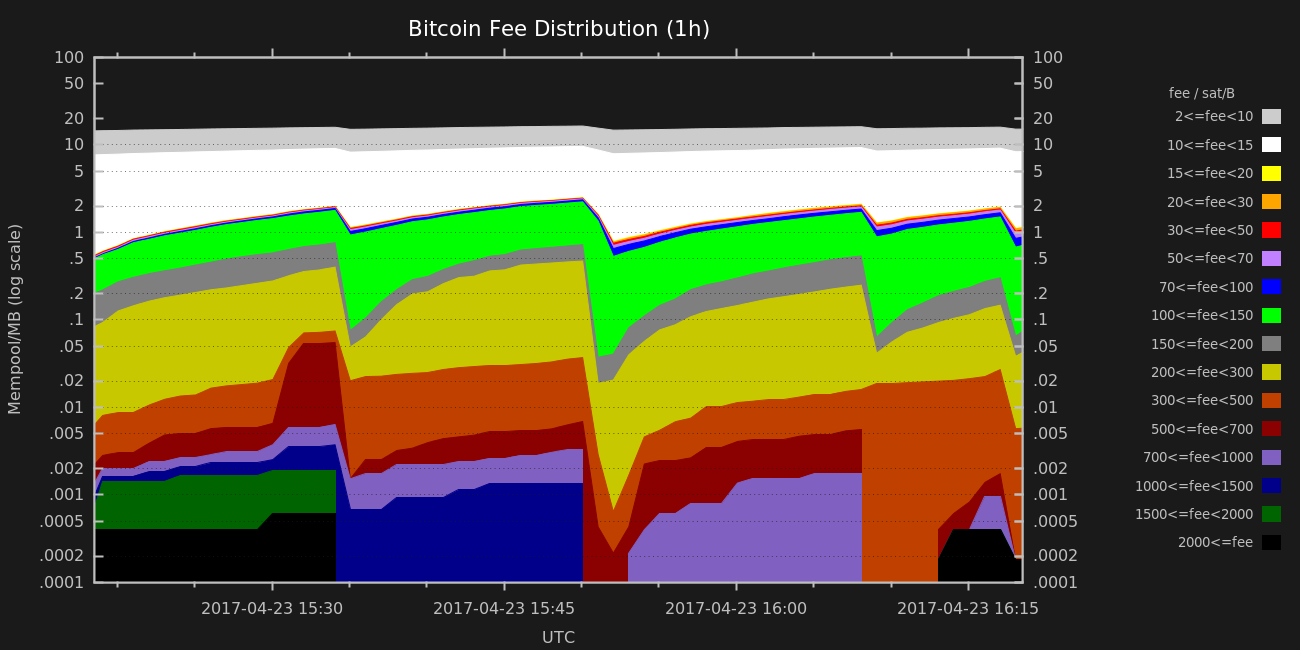 Bitcoin Fee Distribution (1h)
Mempool/MB (log scale)
100
50
20
10
5
2
1
.5
.2
.1
.05
.02
.01
.005
.002
.001
.0005
.0002
.0001
100
50
20
10
5
2
1
.5
.2
.1
.05
.02
.01
.005
.002
.001
.0005
.0002
.0001
2017-04-23 15:30
2017-04-23 15:45
2017-04-23 16:00
2017-04-23 16:15
UTC
fee / sat/B
2<=fee<10
10<=fee<15
15<=fee<20
20<=fee<30
30<=fee<50
50<=fee<70
70<=fee<100
100<=fee<150
150<=fee<200
200<=fee<300
300<=fee<500
500<=fee<700
700<=fee<1000
1000<=fee<1500
1500<=fee<2000
2000<=fee